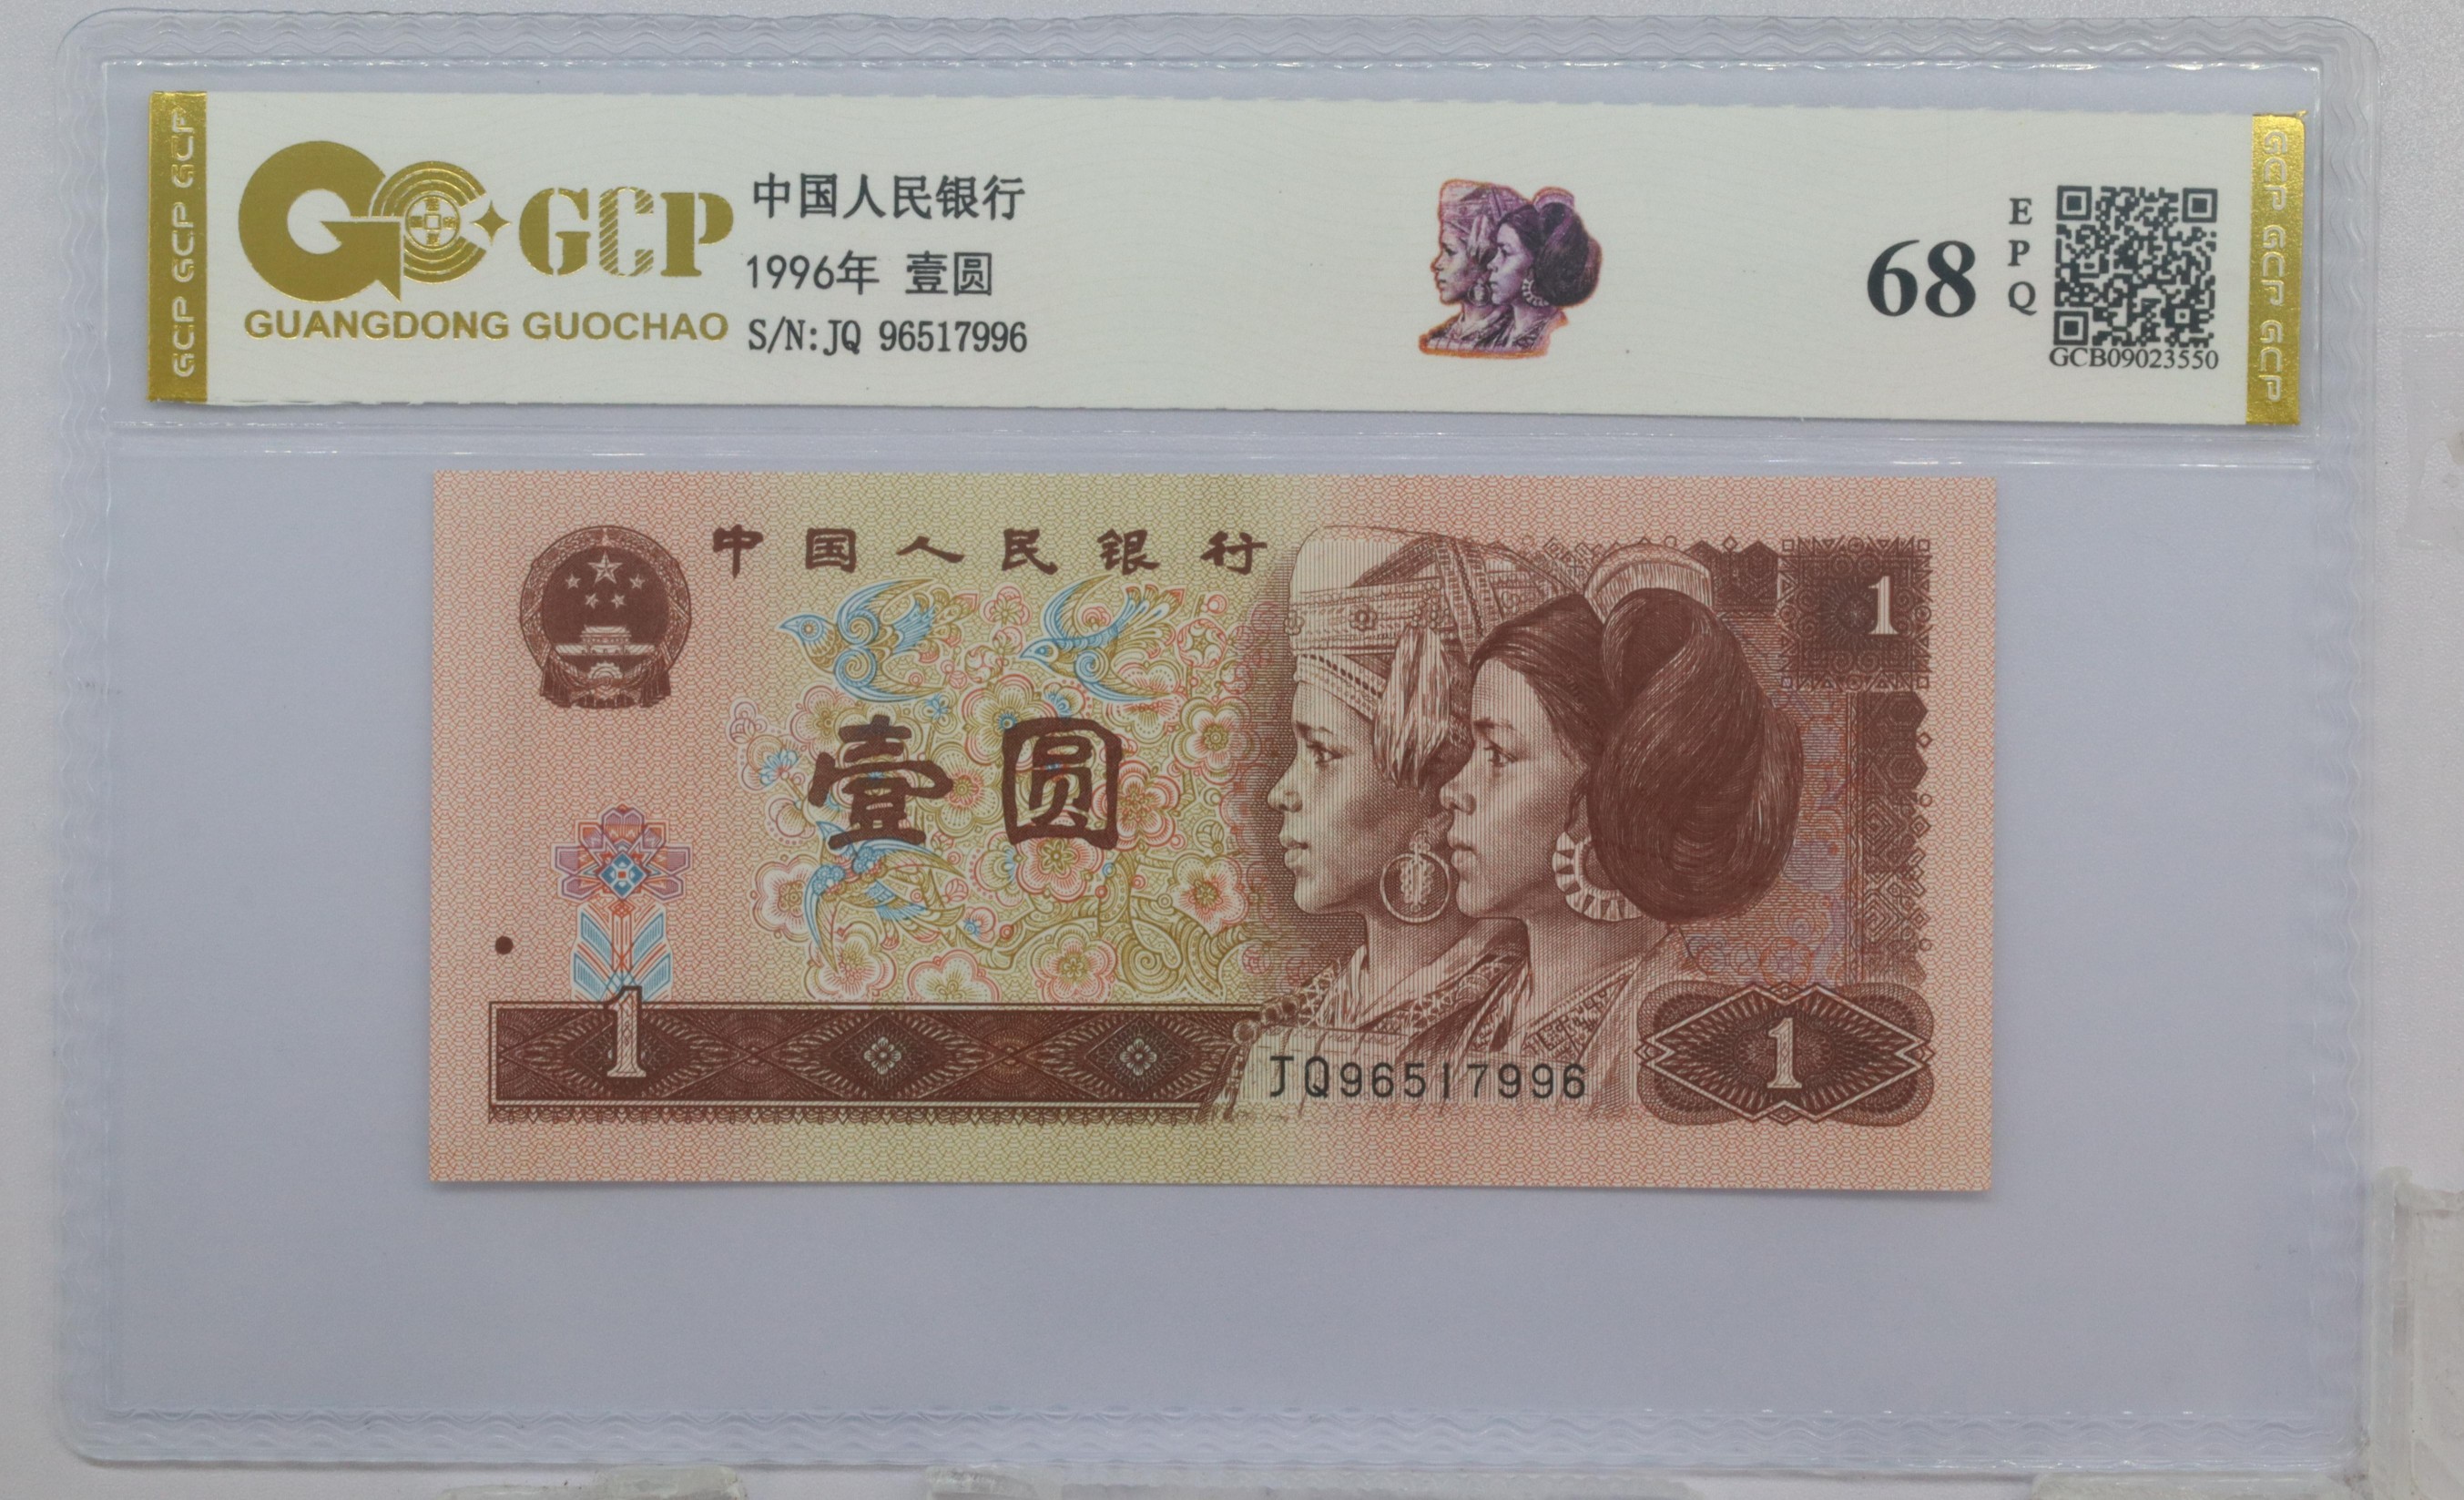 GCP GCP GCP
GCP
GUANGDONG GUOCHAO
中国人民银行
1996年 壹圆
S/N:JQ 96517996
68
E
P
Q
GCB09023550
GCP GCP GCP
中国人民银行
1
壹圆
1
JQ96517996
1